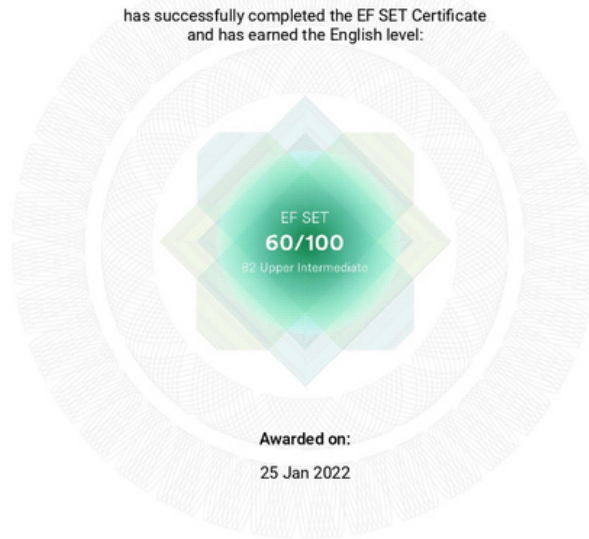 has successfully completed the EF SET Certificate
and has earned the English level:
EF SET
60/100
B2 Upper Intermediate
Awarded on:
25 Jan 2022